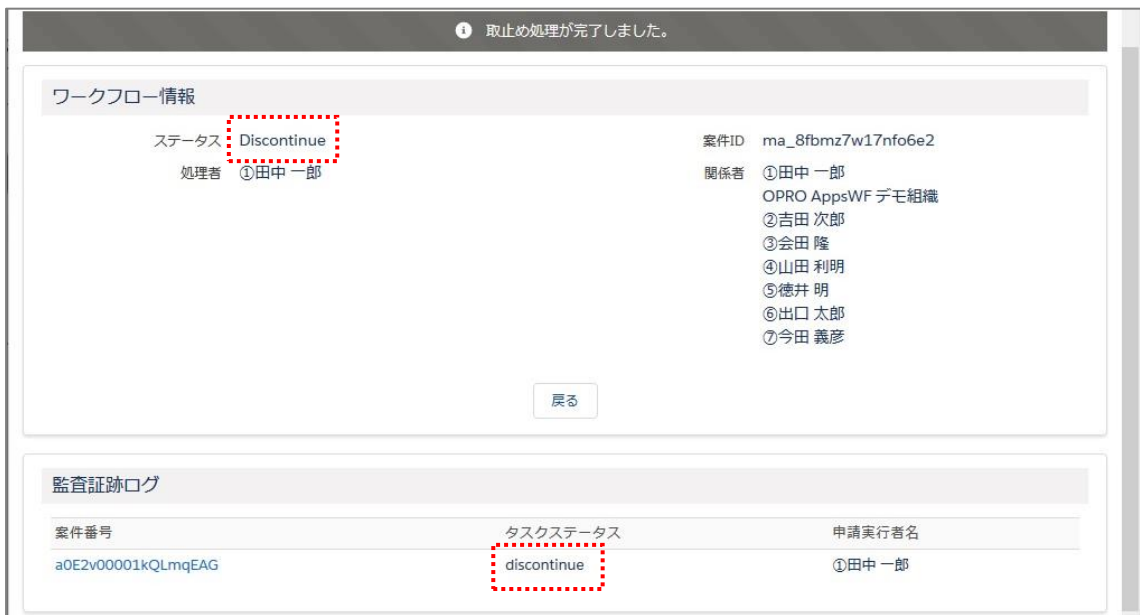 取止め処理が完了しました。
ワークフロー情報
ステータス Discontinue 案件ID ma_8fbmz7w17nfo6e2
処理者 ①田中 一郎 関係者 ①田中 一郎
OPRO AppsWF デモ組織
②吉田 次郎
③会田 隆
④山田 利明
⑤徳井 明
⑥出口 太郎
⑦今田 義彦
戻る
監査証跡ログ
案件番号 タスクステータス 申請実行者名
a0E2v00001kQLmqEAG discontinue ①田中 一郎